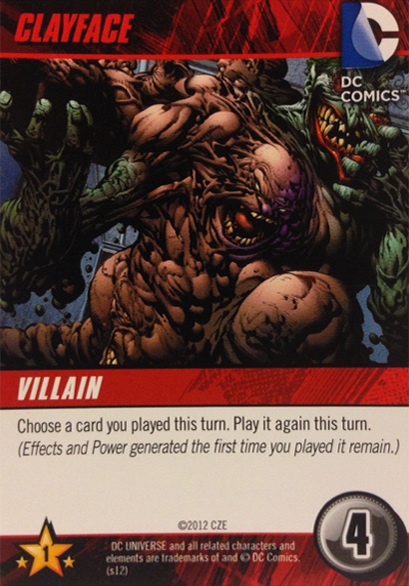 CLAYFACE
DC
COMICS™
VILLAIN
Choose a card you played this turn. Play it again this turn.
(Effects and Power generated the first time you played it remain.)
©2012 CZE
1
DC UNIVERSE and all related characters and
elements are trademarks of and © DC Comics.
(s12)
4